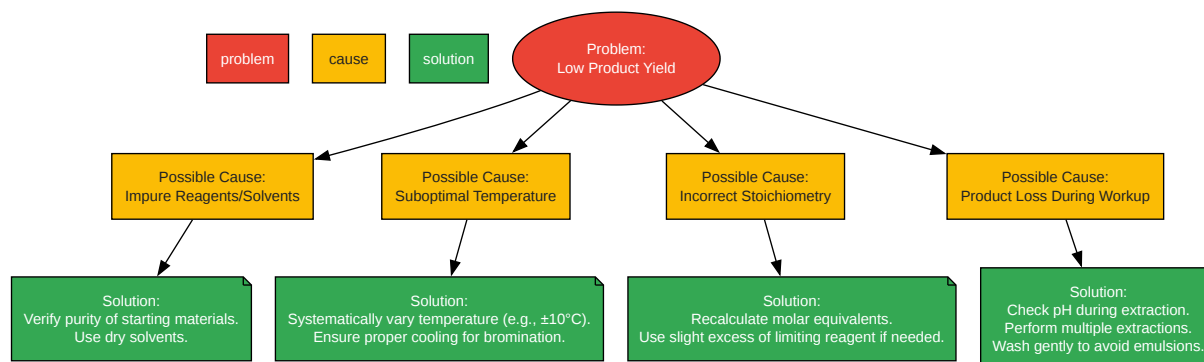 problem
cause
solution
Problem:
Low Product Yield
Possible Cause:
Impure Reagents/Solvents
Possible Cause:
Suboptimal Temperature
Possible Cause:
Incorrect Stoichiometry
Possible Cause:
Product Loss During Workup
Solution:
Verify purity of starting materials.
Use dry solvents.
Solution:
Systematically vary temperature (e.g., ±10°C).
Ensure proper cooling for bromination.
Solution:
Recalculate molar equivalents.
Use slight excess of limiting reagent if needed.
Solution:
Check pH during extraction.
Perform multiple extractions.
Wash gently to avoid emulsions.